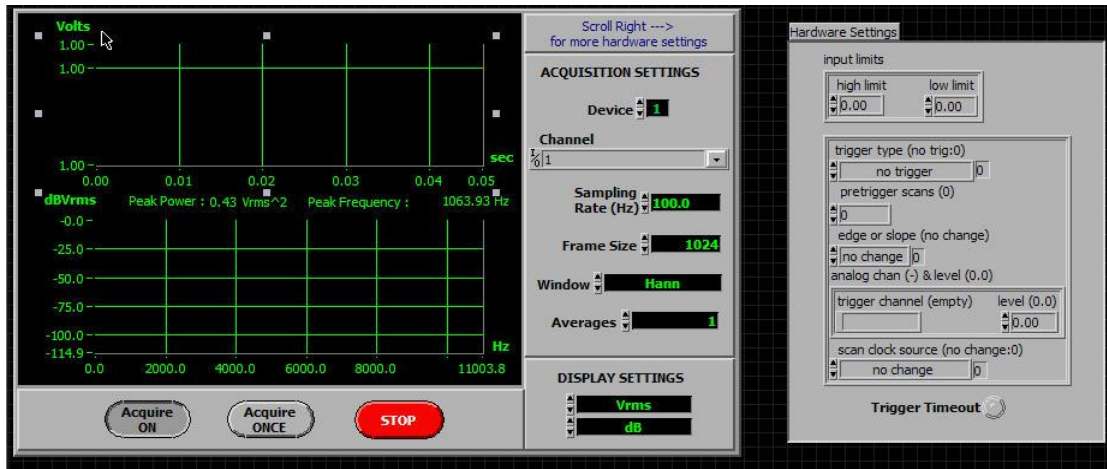 Volts
1.00
1.00
1.00
sec
0.00 0.01 0.02 0.03 0.04 0.05
dBVrms Peak Power : 0.43 Vrms^2 Peak Frequency : 1063.93 Hz
-0.0
-25.0
-50.0
-75.0
-100.0
-114.9
Hz
0.0 2000.0 4000.0 6000.0 8000.0 11003.8
Acquire ON
Acquire ONCE
STOP
Scroll Right --->
for more hardware settings
ACQUISITION SETTINGS
Device 1
Channel
I/O 1
Sampling
Rate (Hz) 100.0
Frame Size 1024
Window Hann
Averages 1
DISPLAY SETTINGS
Vrms
dB
Hardware Settings
input limits
high limit low limit
0.00 0.00
trigger type (no trig:0)
no trigger 0
pretrigger scans (0)
0
edge or slope (no change)
no change 0
analog chan (-) & level (0.0)
trigger channel (empty) level (0.0)
0.00
scan clock source (no change:0)
no change 0
Trigger Timeout